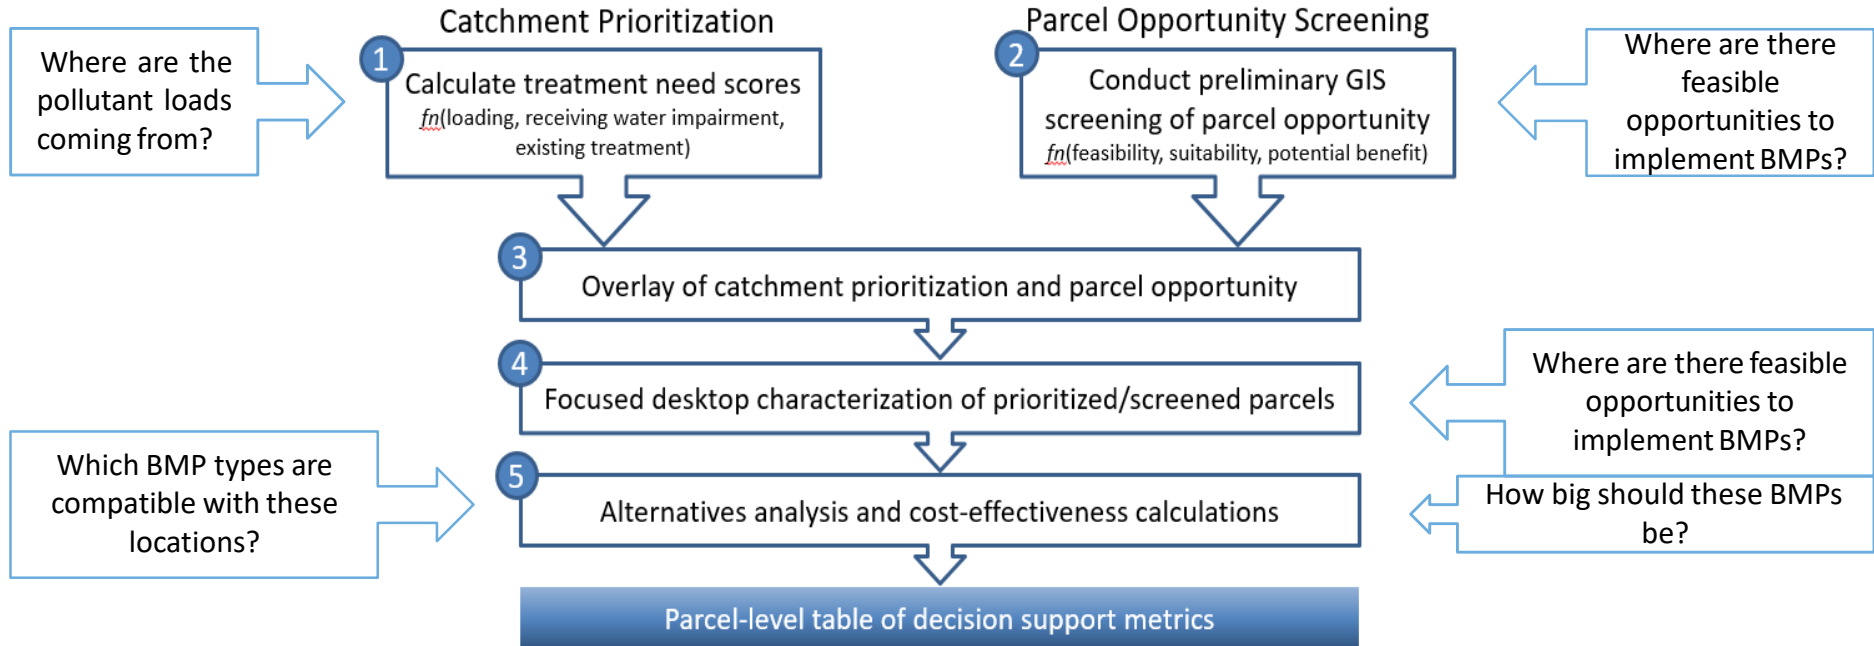 Catchment Prioritization
Parcel Opportunity Screening
Where are the
pollutant loads
coming from?
1
Calculate treatment need scores
fn(loading, receiving water impairment,
existing treatment)
2
Conduct preliminary GIS
screening of parcel opportunity
fn(feasibility, suitability, potential benefit)
Where are there
feasible
opportunities to
implement BMPs?
3
Overlay of catchment prioritization and parcel opportunity
4
Focused desktop characterization of prioritized/screened parcels
Where are there feasible
opportunities to
implement BMPs?
Which BMP types are
compatible with these
locations?
5
Alternatives analysis and cost-effectiveness calculations
How big should these BMPs
be?
Parcel-level table of decision support metrics